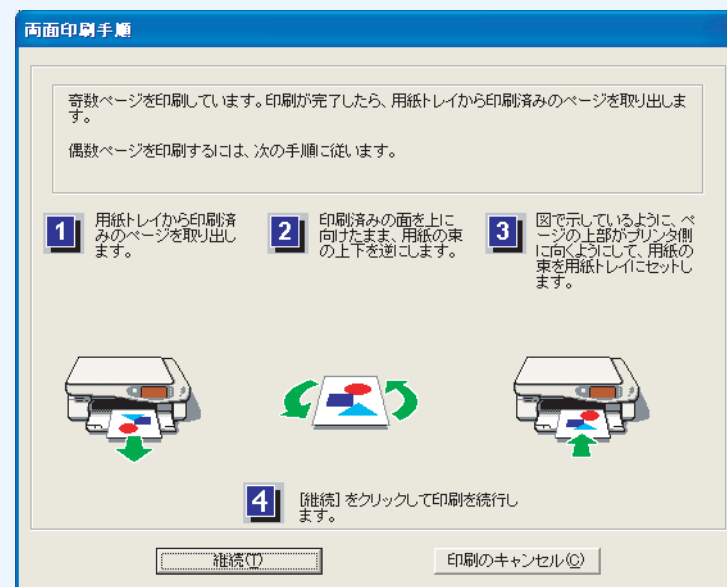 両面印刷手順
奇数ページを印刷しています。印刷が完了したら、用紙トレイから印刷済みのページを取り出しま
す。
偶数ページを印刷するには、次の手順に従います。
1
用紙トレイから印刷済
みのページを取り出し
ます。
2
印刷済みの面を上に
向けたまま、用紙の束
の上下を逆にします。
3
図で示しているように、ペ
ージの上部がプリンタ側
に向くようにして、用紙の
束を用紙トレイにセットし
ます。
4
[継続] をクリックして印刷を続行し
ます。
継続(T)
印刷のキャンセル(C)